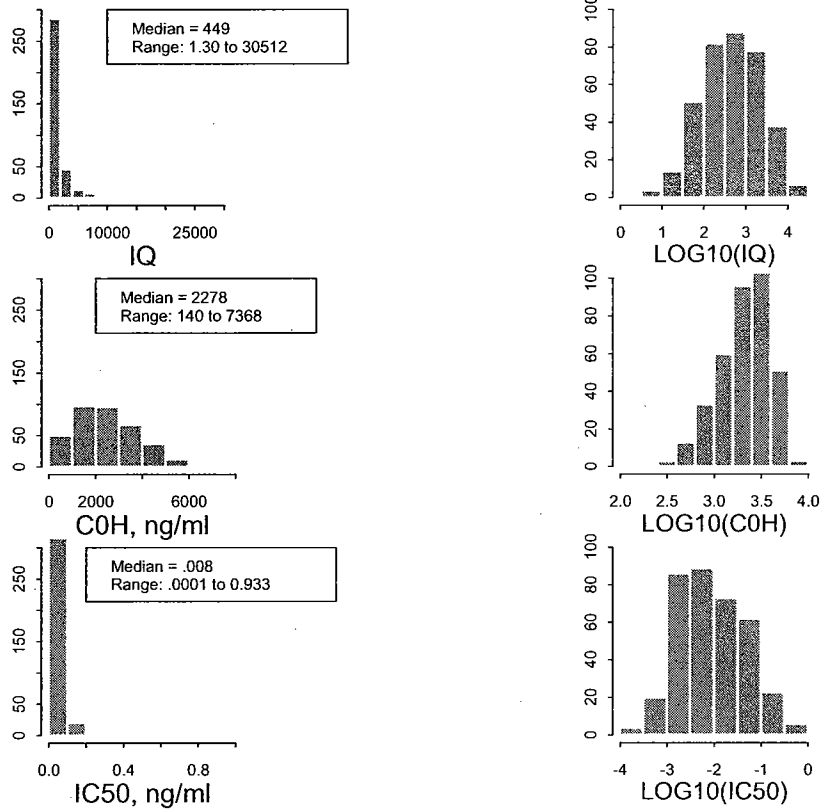 Median = 449
Range: 1.30 to 30512
50 150 250
0 10000 25000
IQ
0 20 40 60 80 100
0 1 2 3 4
LOG10(IQ)
Median = 2278
Range: 140 to 7368
0 50 150 250
0 2000 6000
C0H, ng/ml
0 20 40 60 80 100
2.0 2.5 3.0 3.5 4.0
LOG10(C0H)
Median = .008
Range: .0001 to 0.933
0 50 150 250
0.0 0.4 0.8
IC50, ng/ml
0 20 40 60 80 100
-4 -3 -2 -1 0
LOG10(IC50)